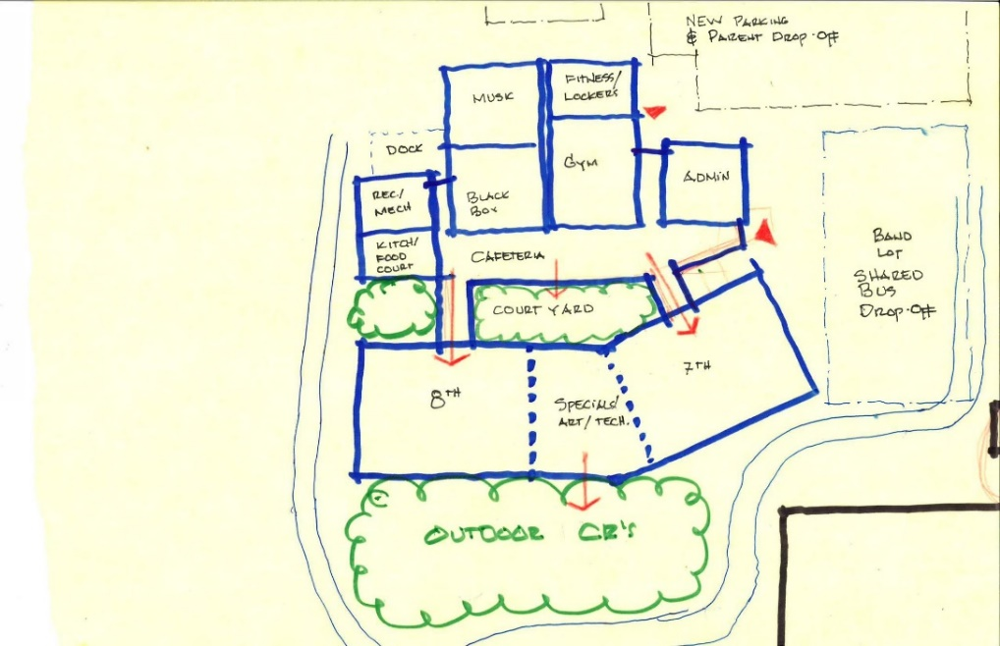 NEW PARKING
& PARENT DROP-OFF
FITNESS/
LOCKERS
MUSIC
DOCK
GYM
ADMIN
REC/
MECH
BLACK
BOX
KITCH/
FOOD
COURT
CAFETERIA
BAND
LOT
SHARED
BUS
DROP-OFF
COURTYARD
7TH
8TH
SPECIALS/
ART/TECH.
OUTDOOR CR'S